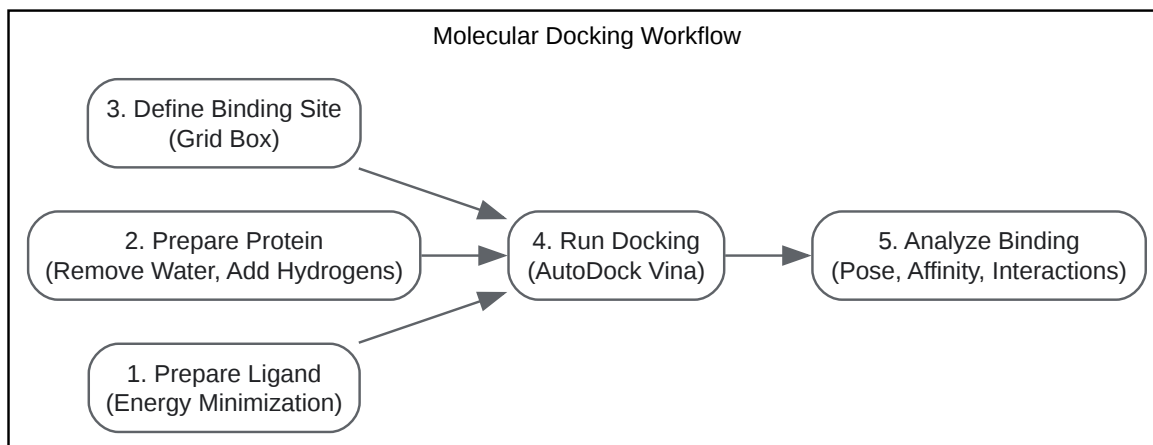 Molecular Docking Workflow
3. Define Binding Site
(Grid Box)
2. Prepare Protein
(Remove Water, Add Hydrogens)
4. Run Docking
(AutoDock Vina)
5. Analyze Binding
(Pose, Affinity, Interactions)
1. Prepare Ligand
(Energy Minimization)